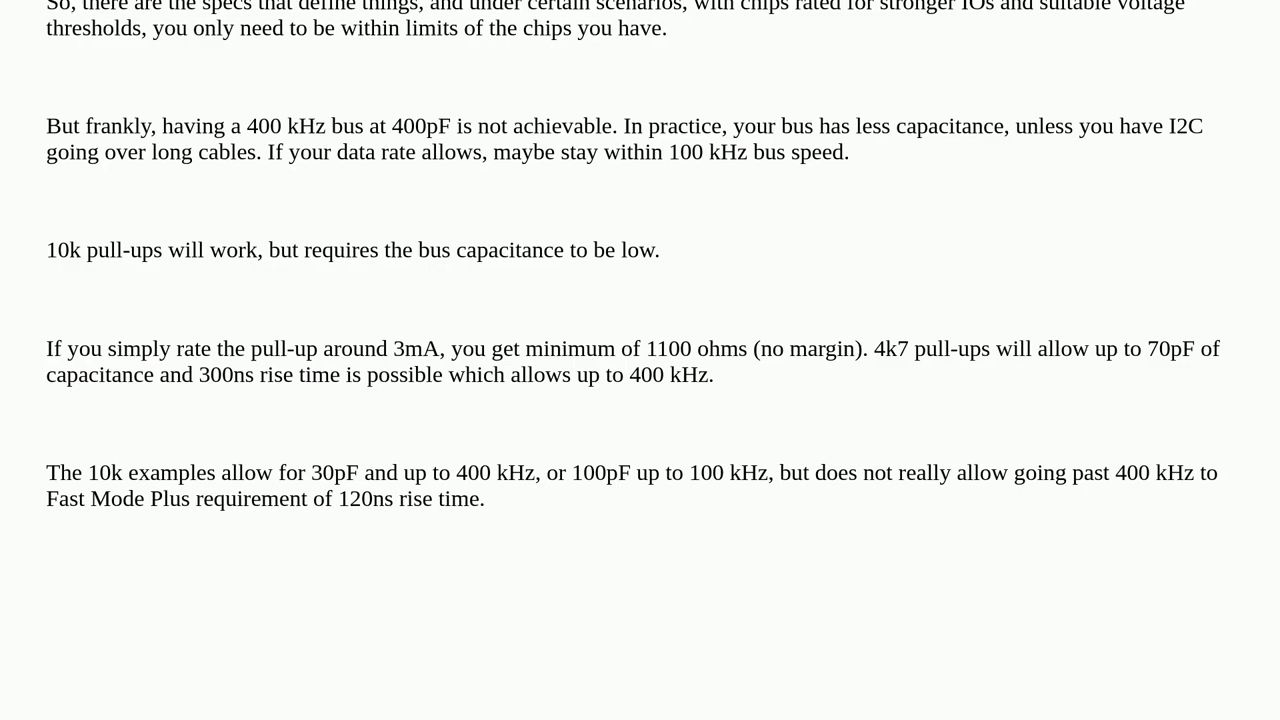 So, there are the specs that define things, and under certain scenarios, with chips rated for stronger IOs and suitable voltage
thresholds, you only need to be within limits of the chips you have.
But frankly, having a 400 kHz bus at 400pF is not achievable. In practice, your bus has less capacitance, unless you have I2C
going over long cables. If your data rate allows, maybe stay within 100 kHz bus speed.
10k pull-ups will work, but requires the bus capacitance to be low.
If you simply rate the pull-up around 3mA, you get minimum of 1100 ohms (no margin). 4k7 pull-ups will allow up to 70pF of
capacitance and 300ns rise time is possible which allows up to 400 kHz.
The 10k examples allow for 30pF and up to 400 kHz, or 100pF up to 100 kHz, but does not really allow going past 400 kHz to
Fast Mode Plus requirement of 120ns rise time.